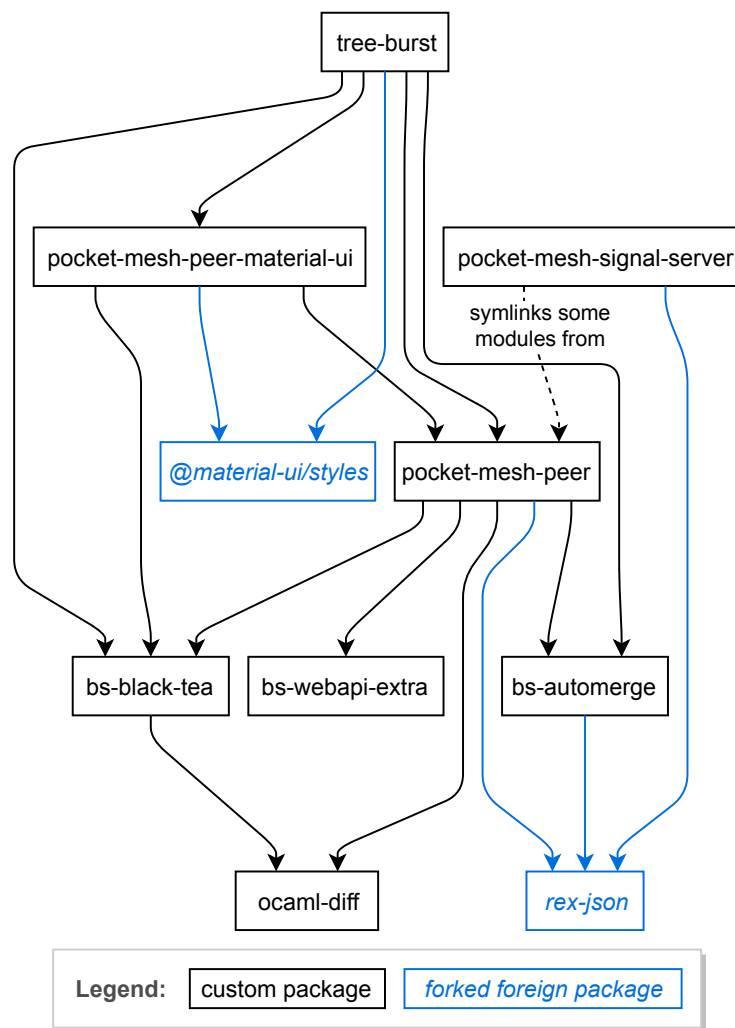 tree-burst
pocket-mesh-peer-material-ui
pocket-mesh-signal-server
symlinks some
modules from
@material-ui/styles
pocket-mesh-peer
bs-black-tea
bs-webapi-extra
bs-automerge
ocaml-diff
rex-json
Legend: custom package forked foreign package